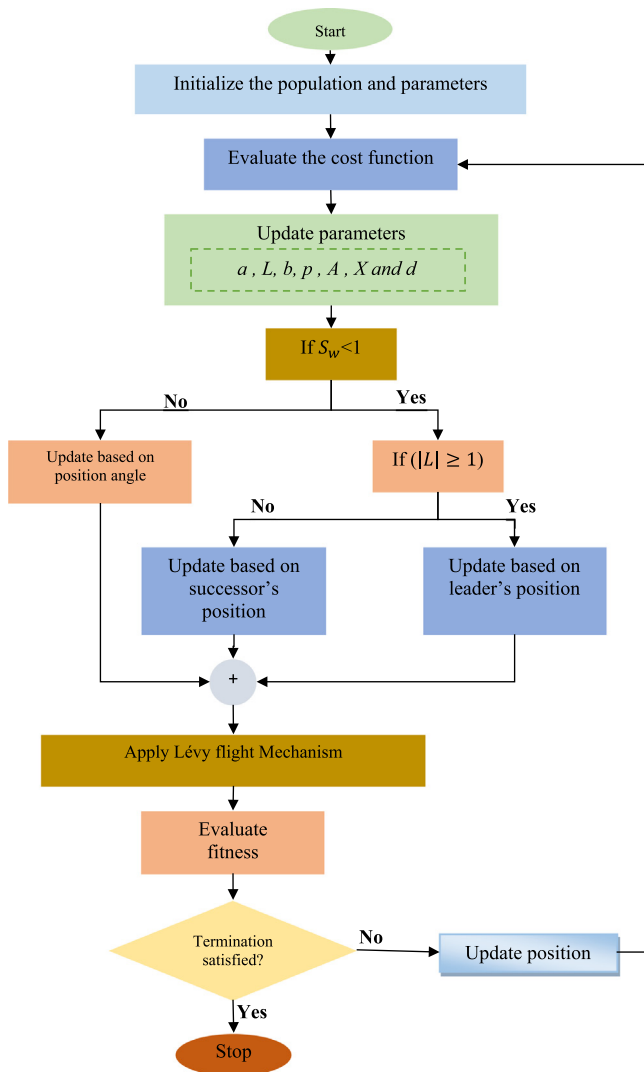 Start
Initialize the population and parameters
Evaluate the cost function
Update parameters
a , L, b, p , A , X and d
If S_w<1
No
Yes
Update based on
position angle
If (|L| ≥ 1)
No
Yes
Update based on
successor's
position
Update based on
leader's position
+
Apply Lévy flight Mechanism
Evaluate
fitness
Termination
satisfied?
No
Update position
Yes
Stop